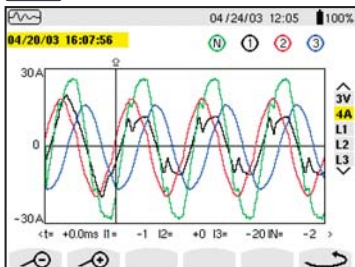 04/24/03 12:05 100%
04/20/03 16:07:56 N 1 2 3
30A
3V
4A
L1
L2
L3
0
-30A
<t= +0.0ms I1= -1 I2= +0 I3= -20 IN= -2 >